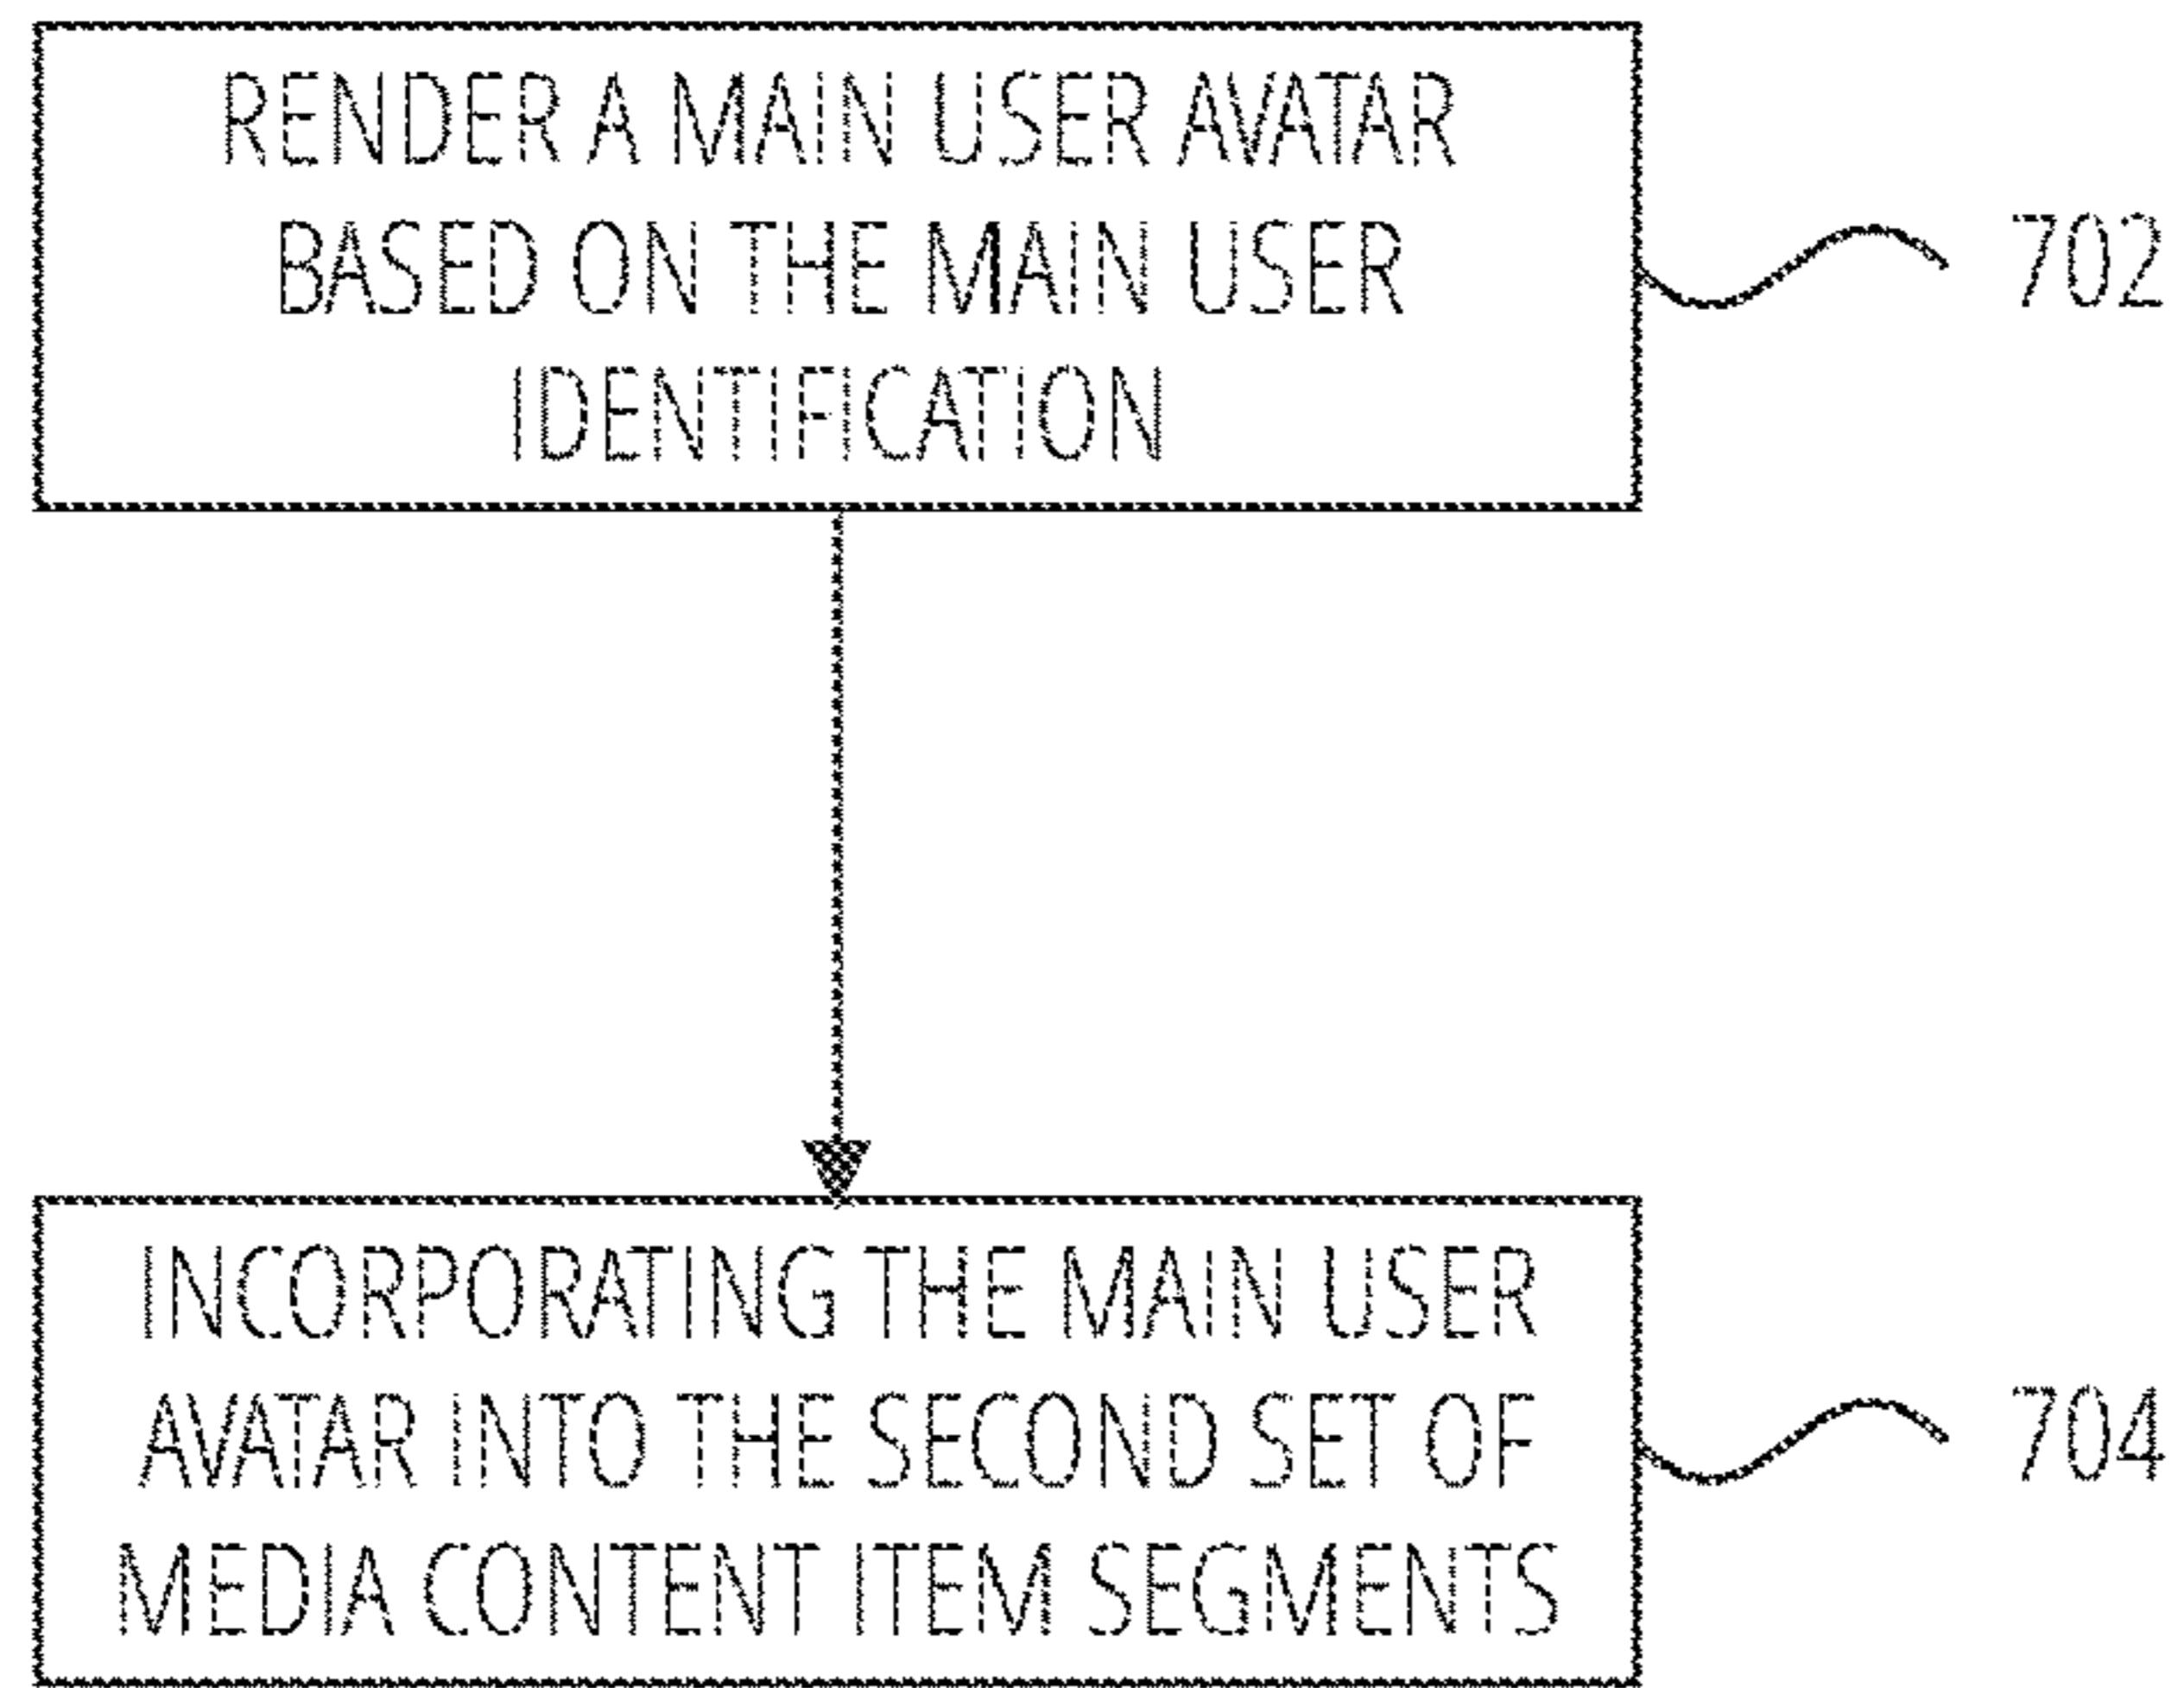 RENDER A MAIN USER AVATAR
BASED ON THE MAIN USER
IDENTIFICATION
702
INCORPORATING THE MAIN USER
AVATAR INTO THE SECOND SET OF
MEDIA CONTENT ITEM SEGMENTS
704